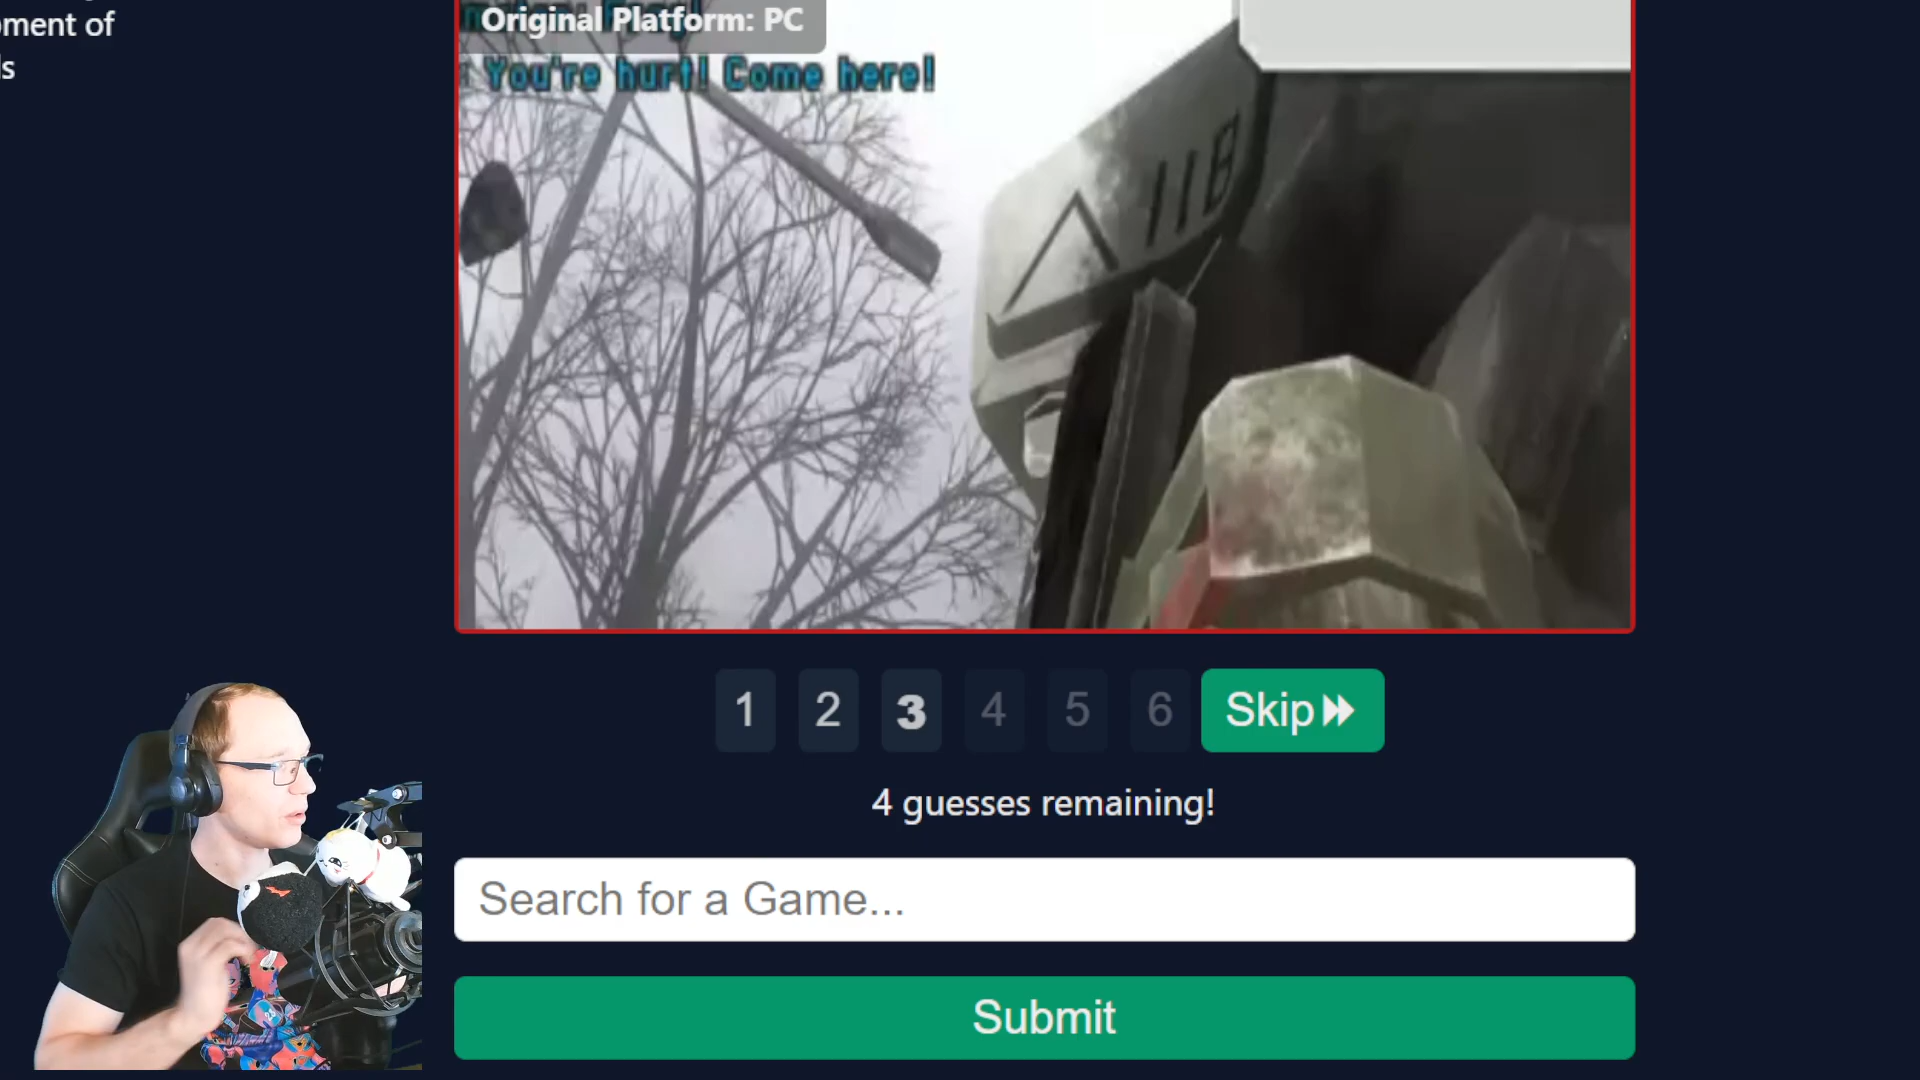 ment of
ls
Original Platform: PC
You're hurt! Come here!
118
1
2
3
4
5
6
Skip
4 guesses remaining!
Search for a Game...
Submit